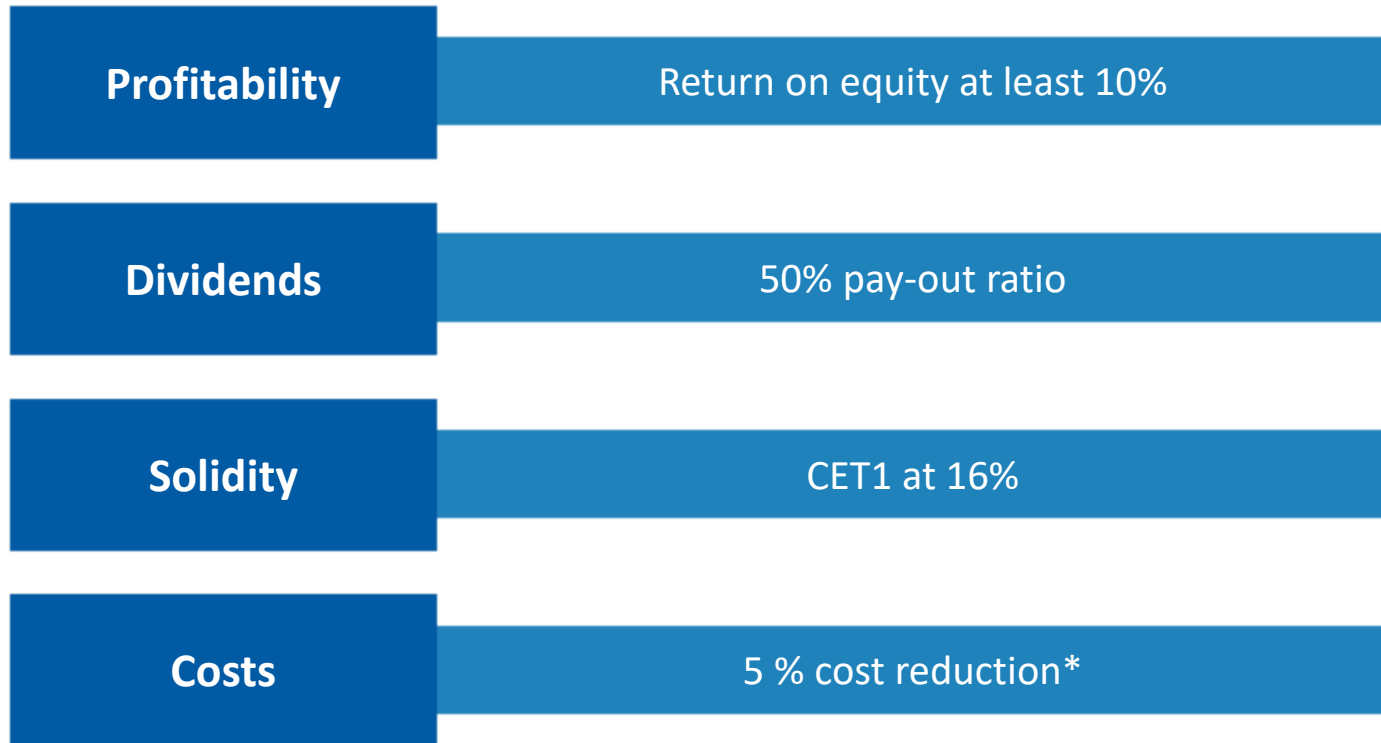 Profitability
Return on equity at least 10%
Dividends
50% pay-out ratio
Solidity
CET1 at 16%
Costs
5 % cost reduction*